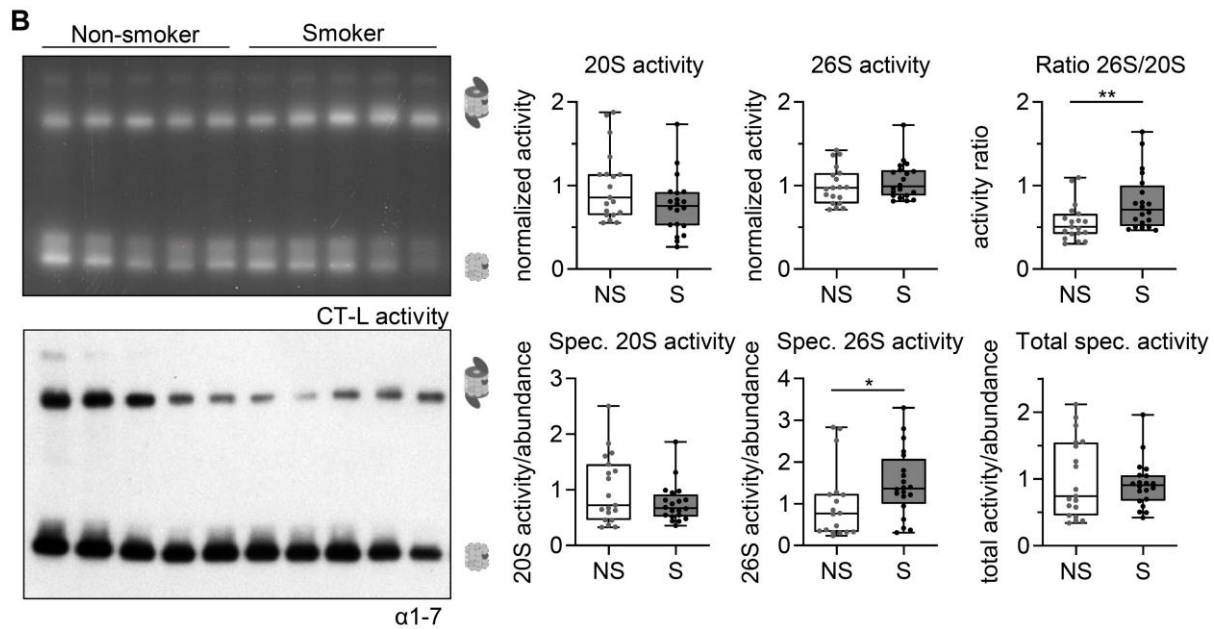 B
Non-smoker Smoker
CT-L activity
α1-7
20S activity
normalized activity
2
1
0
NS S
26S activity
normalized activity
2
1
0
NS S
Ratio 26S/20S
activity ratio
2
1
0
**
NS S
Spec. 20S activity
20S activity/abundance
3
2
1
0
NS S
Spec. 26S activity
26S activity/abundance
4
3
2
1
0
*
NS S
Total spec. activity
total activity/abundance
3
2
1
0
NS S